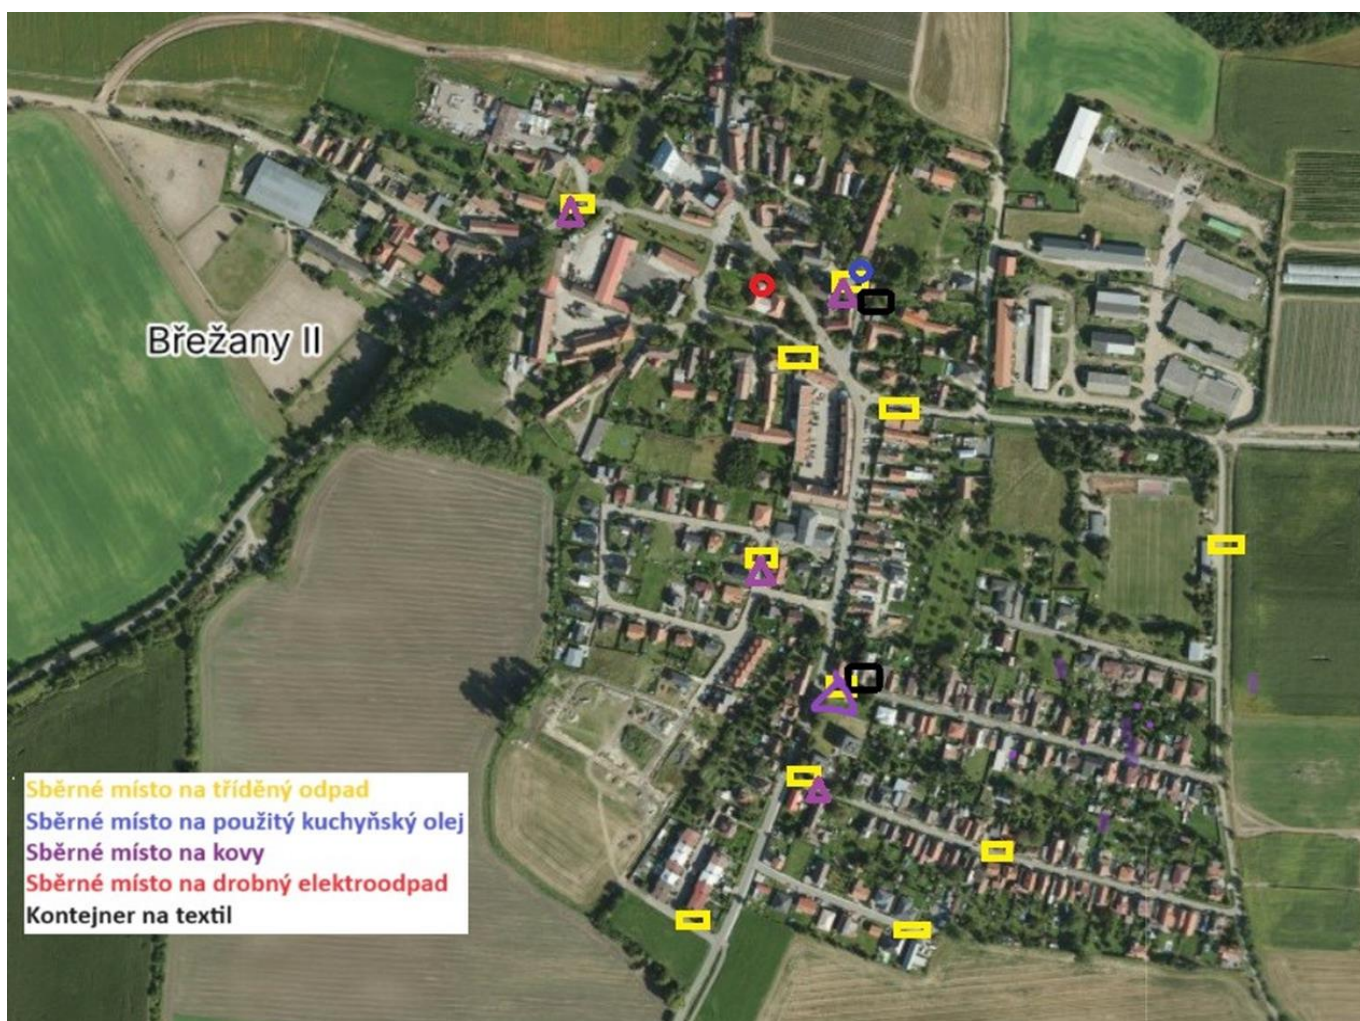 Břežany II
Sběrné místo na tříděný odpad
Sběrné místo na použitý kuchyňský olej
Sběrné místo na kovy
Sběrné místo na drobný elektroodpad
Kontejner na textil